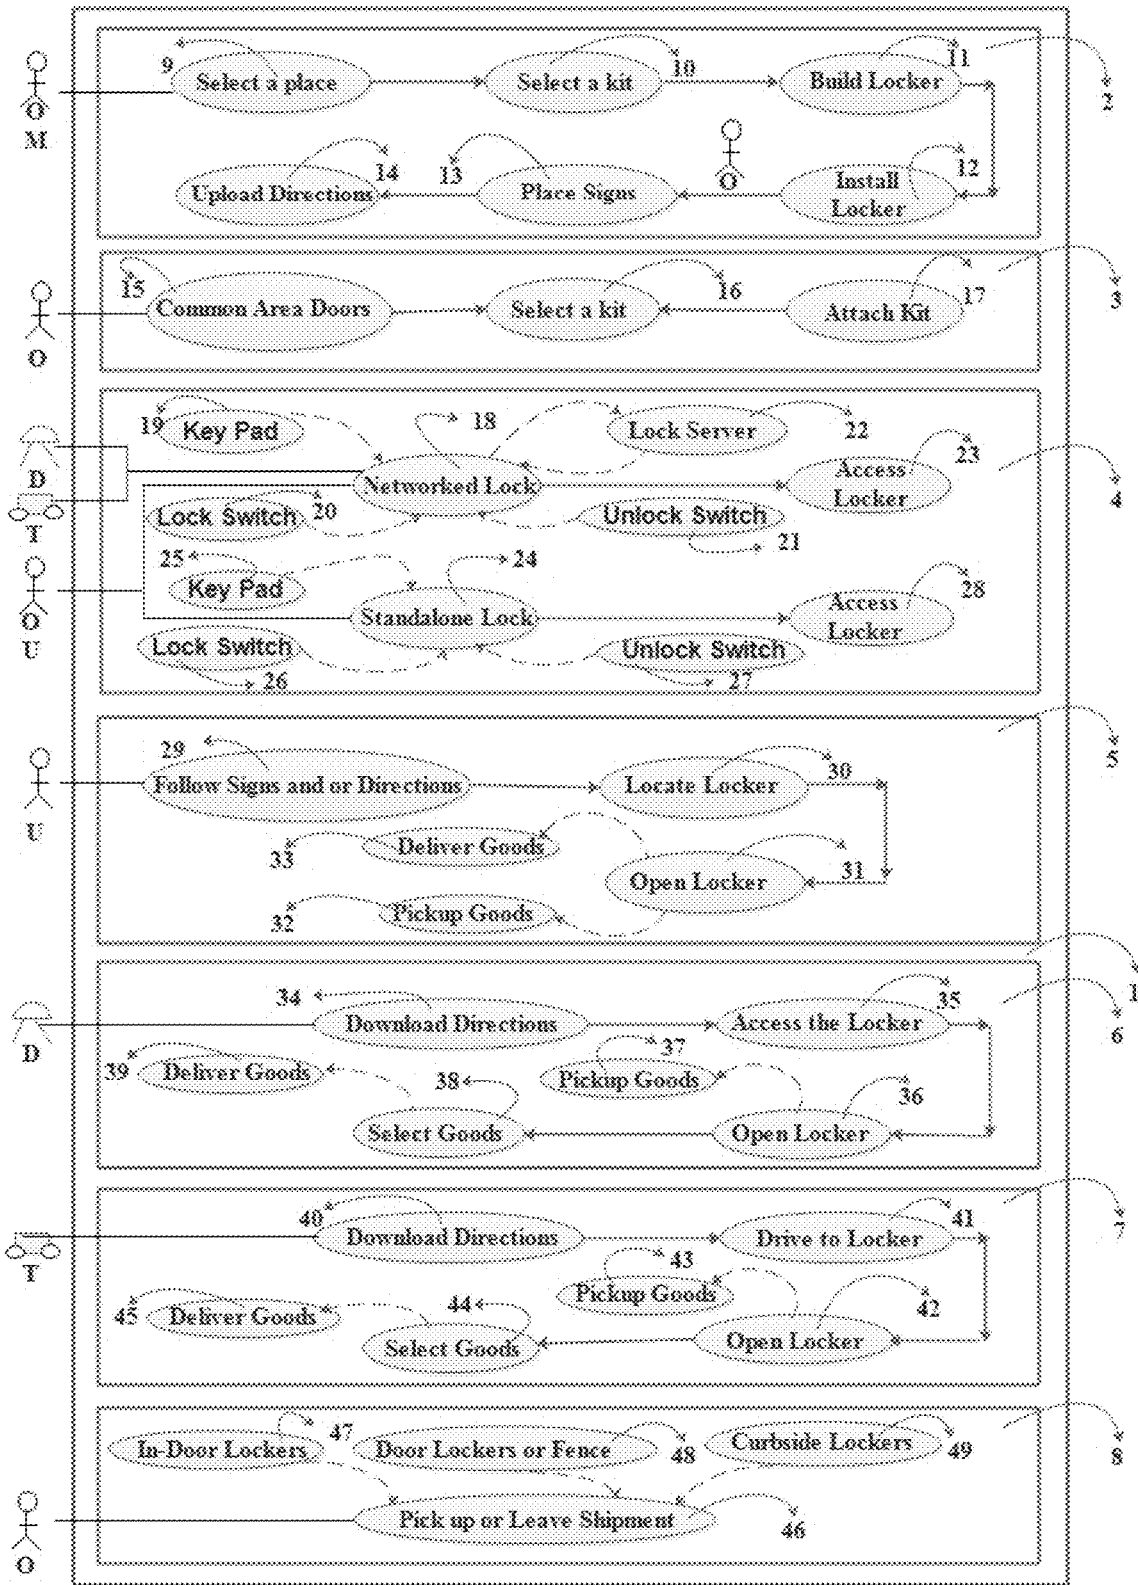 9
Select a place
Select a kit
10
Build Locker
11
2
O
M
Upload Directions
14
13
Place Signs
O
Install
Locker
12
15
Common Area Doors
Select a kit
16
Attach Kit
17
3
O
19
Key Pad
18
Lock Server
22
D
Networked Lock
Access
Locker
23
4
T
Lock Switch
20
Unlock Switch
21
25
Key Pad
24
O
U
Standalone Lock
Access
Locker
28
Lock Switch
26
Unlock Switch
27
29
Follow Signs and or Directions
Locate Locker
30
5
U
33
Deliver Goods
Open Locker
31
32
Pickup Goods
1
34
Download Directions
Access the Locker
35
6
D
39
Deliver Goods
38
Pickup Goods
37
36
Select Goods
Open Locker
40
Download Directions
Drive to Locker
41
7
T
45
Deliver Goods
44
Pickup Goods
43
42
Select Goods
Open Locker
In-Door Lockers
47
Door Lockers or Fence
48
Curbside Lockers
49
8
O
Pick up or Leave Shipment
46